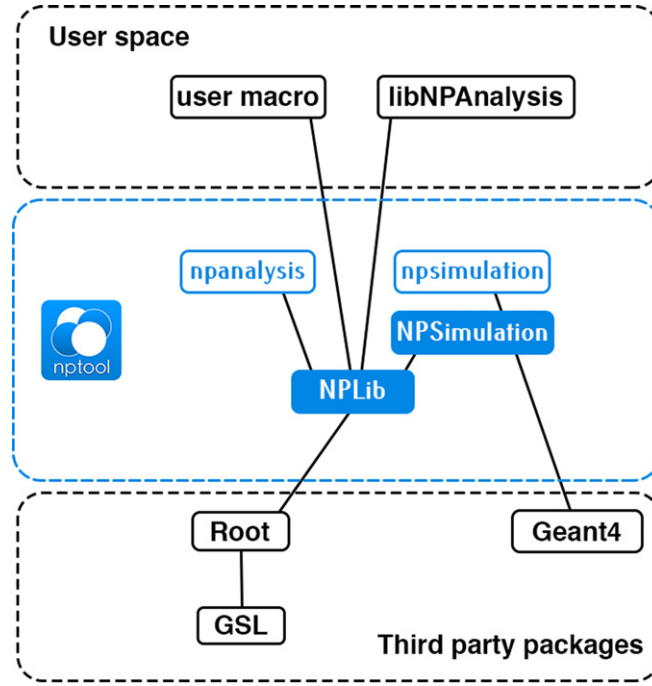 User space
user macro
libNPAnalysis
npanalysis
npsimulation
NPSimulation
nptool
NPLib
Root
Geant4
GSL
Third party packages